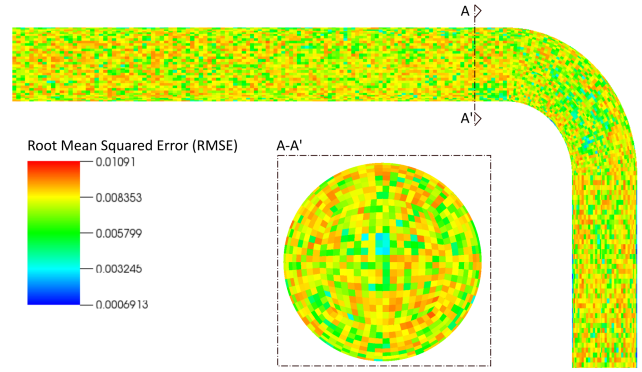 A
A'
Root Mean Squared Error (RMSE)
0.01091
0.008353
0.005799
0.003245
0.0006913
A-A'